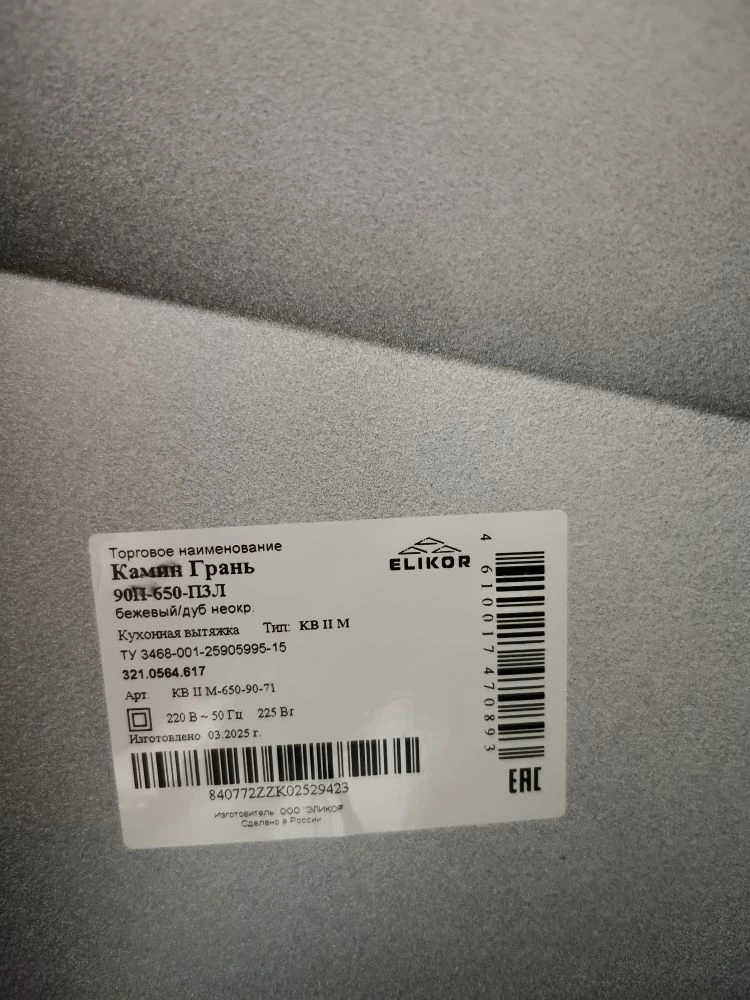 Торговое наименование
Камин Грань
90П-650-П3Л
бежевый/дуб неокр.
Кухонная вытяжка Тип: КВ II М
ТУ 3468-001-25905995-15
321.0564.617
Арт. КВ II М-650-90-71
220 В ~ 50 Гц 225 Вт
Изготовлено 03.2025 г.
840772ZZK02529423
Изготовитель: ООО "ЭЛИКОР"
Сделано в России
ELIKOR
4 610017 470893
EAC